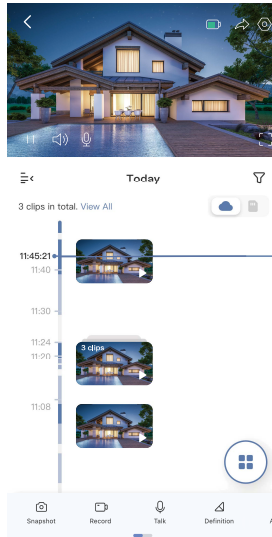 Today
3 clips in total. View All
11:45:21
11:40
11:30
11:24
3 clips
11:20
11:08
Snapshot
Record
Talk
Definition